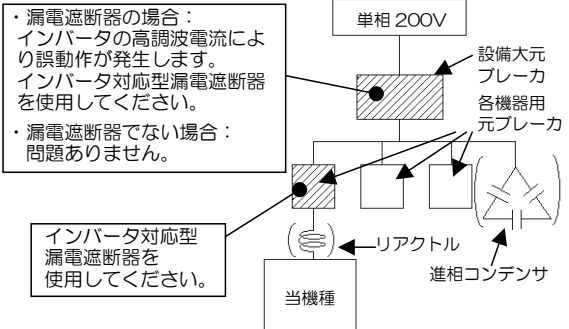 ・漏電遮断器の場合：
インバータの高調波電流によ
り誤動作が発生します。
インバータ対応型漏電遮断器
を使用してください。
・漏電遮断器でない場合：
問題ありません。
単相 200V
設備大元
ブレーカ
各機器用
元ブレーカ
インバータ対応型
漏電遮断器を
使用してください。
リアクトル
進相コンデンサ
当機種